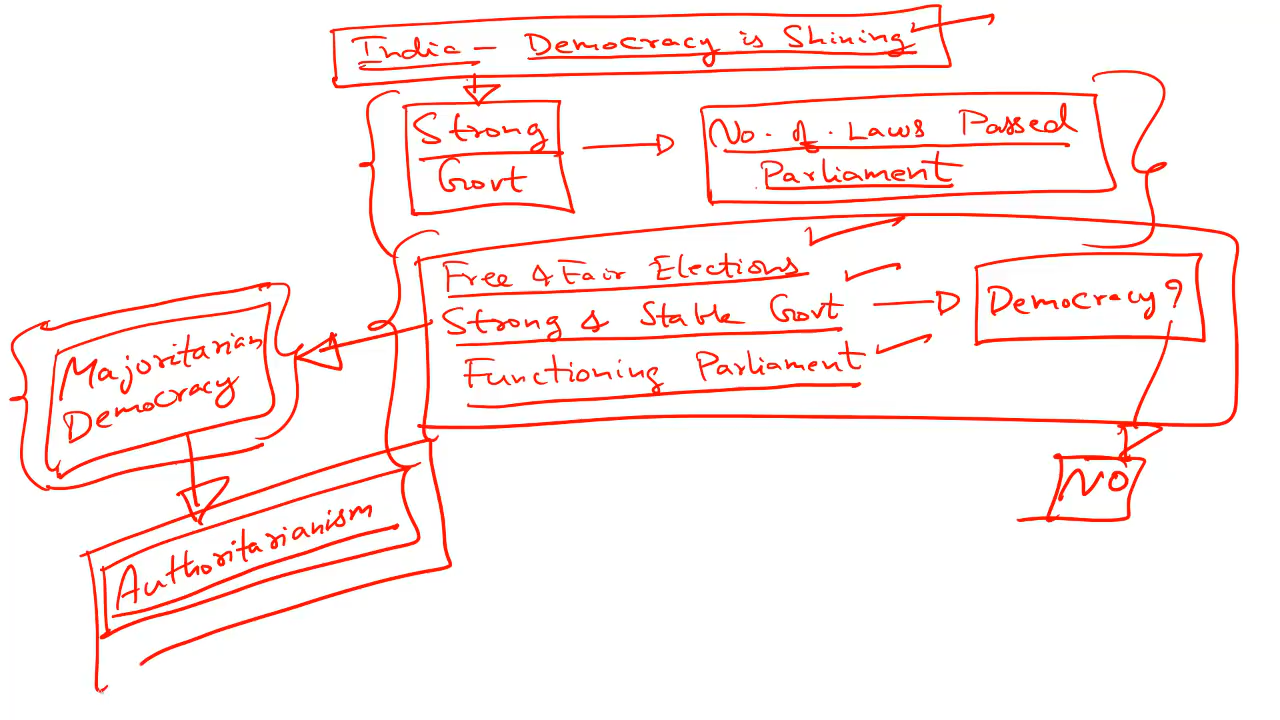 India - Democracy is Shining
Strong
Govt
No. of. Laws Passed
Parliament
Free & Fair Elections
Strong & Stable Govt
Functioning Parliament
Democracy?
Majoritarian
Democracy
NO
Authoritarianism